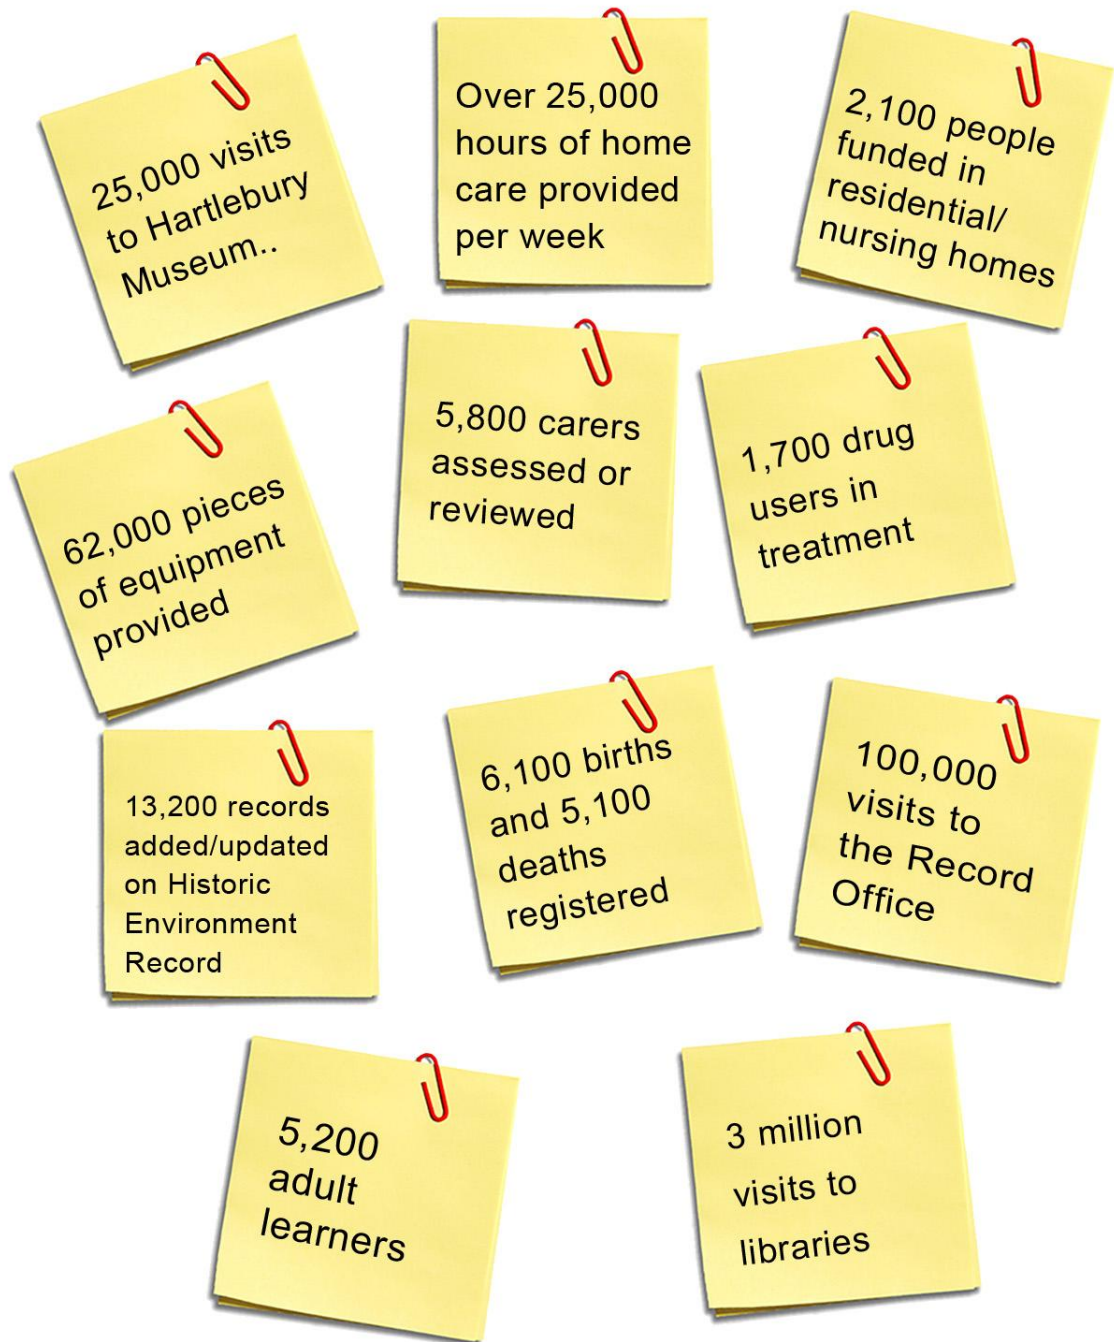 25,000 visits
to Hartlebury
Museum..
Over 25,000
hours of home
care provided
per week
2,100 people
funded in
residential/
nursing homes
62,000 pieces
of equipment
provided
5,800 carers
assessed or
reviewed
1,700 drug
users in
treatment
13,200 records
added/updated
on Historic
Environment
Record
6,100 births
and 5,100
deaths
registered
100,000
visits to
the Record
Office
5,200
adult
learners
3 million
visits to
libraries